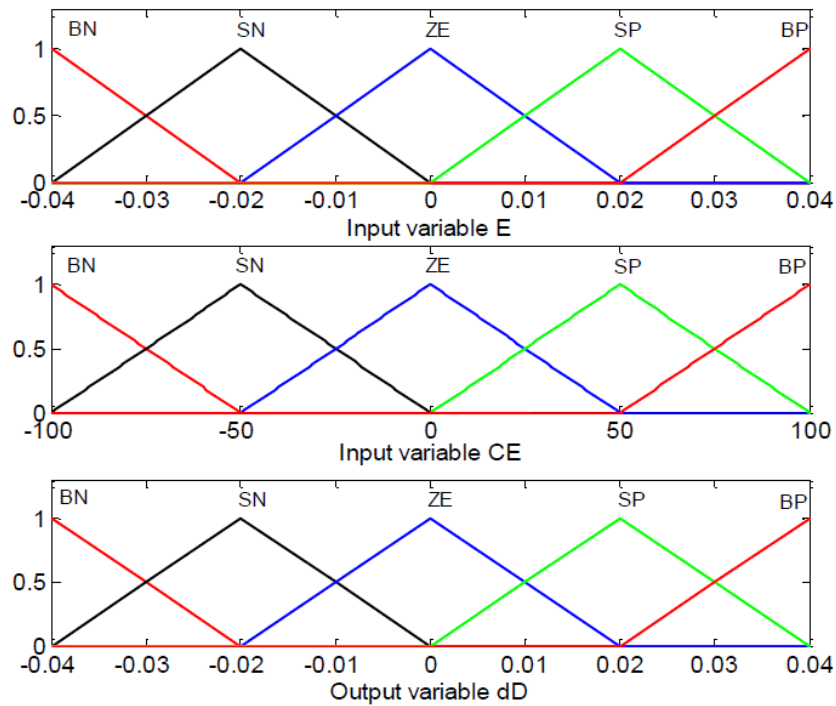 BN SN ZE SP BP
1
0.5
0
-0.04 -0.03 -0.02 -0.01 0 0.01 0.02 0.03 0.04
Input variable E
BN SN ZE SP BP
1
0.5
0
-100 -50 0 50 100
Input variable CE
BN SN ZE SP BP
1
0.5
0
-0.04 -0.03 -0.02 -0.01 0 0.01 0.02 0.03 0.04
Output variable dD